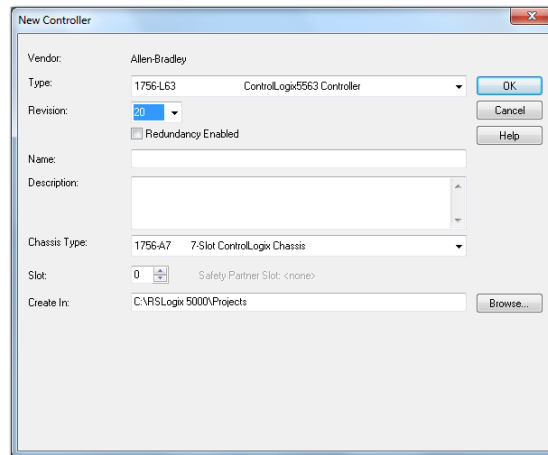 New Controller
Vendor: Allen-Bradley
Type: 1756-L63 ControlLogix5563 Controller OK
Revision: 20 Cancel
Redundancy Enabled Help
Name:
Description:
Chassis Type: 1756-A7 7-Slot ControlLogix Chassis
Slot: 0 Safety Partner Slot: <none>
Create In: C:\RSLogix 5000\Projects Browse...